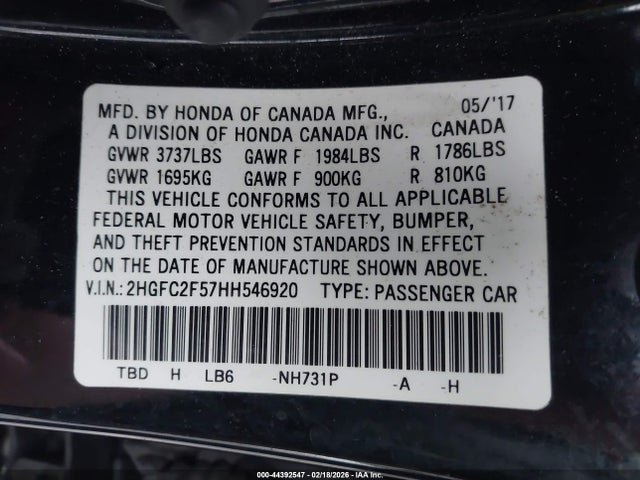 MFD. BY HONDA OF CANADA MFG., 05/'17
A DIVISION OF HONDA CANADA INC. CANADA
GVWR 3737LBS GAWR F 1984LBS R 1786LBS
GVWR 1695KG GAWR F 900KG R 810KG
THIS VEHICLE CONFORMS TO ALL APPLICABLE
FEDERAL MOTOR VEHICLE SAFETY, BUMPER,
AND THEFT PREVENTION STANDARDS IN EFFECT
ON THE DATE OF MANUFACTURE SHOWN ABOVE.
V.I.N.:2HGFC2F57HH546920 TYPE: PASSENGER CAR
TBD H LB6 -NH731P -A -H
000-44392547 | 02/18/2026 - IAA Inc.